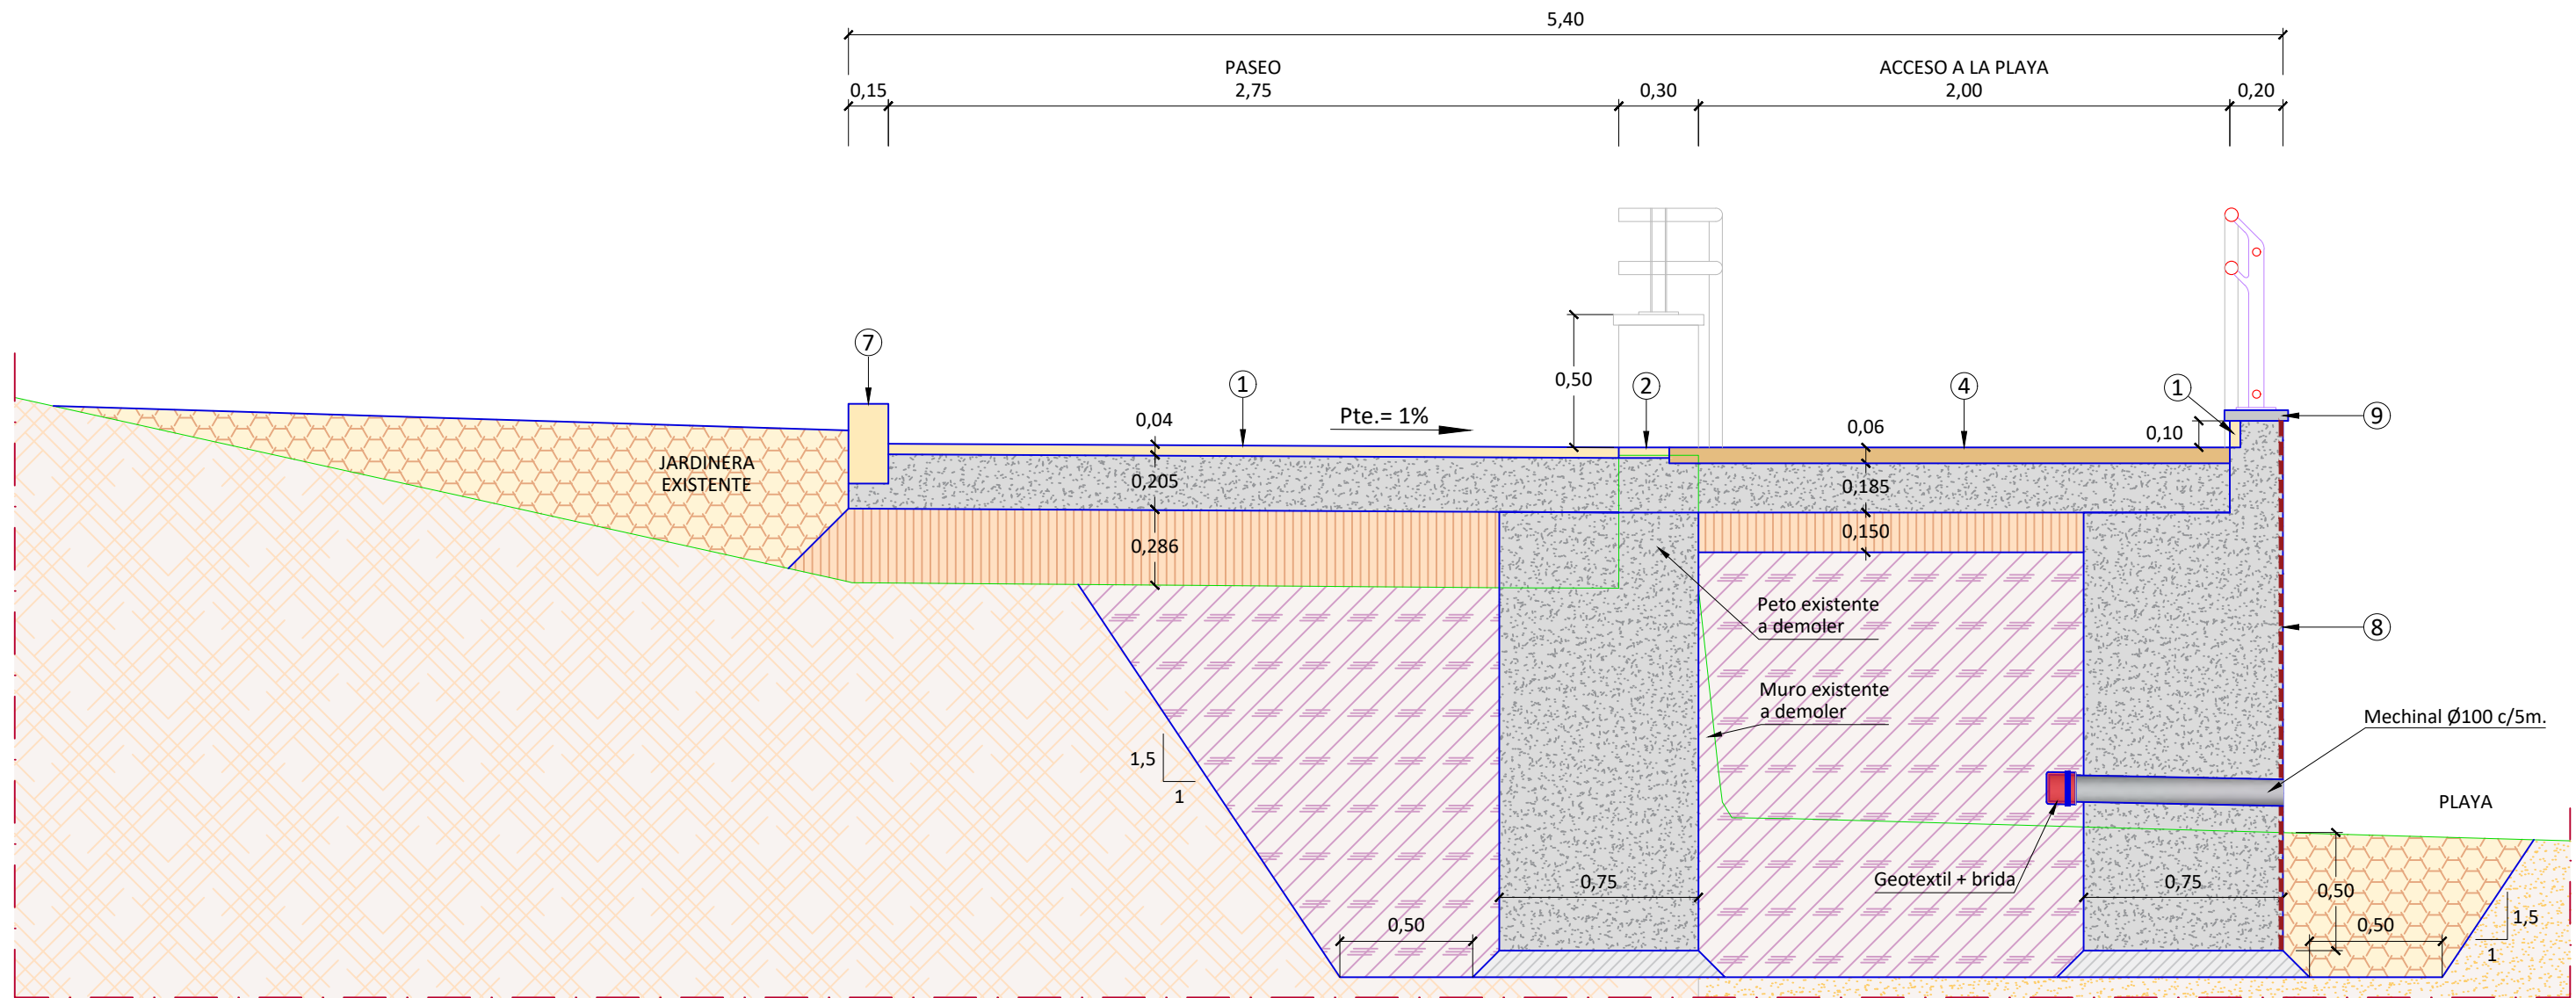 5,40
PASEO
ACCESO A LA PLAYA
0,15
2,75
0,30
2,00
0,20
7
1
0,50
2
4
1
9
0,04
Pte.= 1%
0,06
0,10
JARDINERA
EXISTENTE
0,205
0,185
0,286
0,150
Peto existente
a demoler
8
Muro existente
a demoler
Mechinal Ø100 c/5m.
1,5
1
PLAYA
0,75
Geotextil + brida
0,75
0,50
0,50
0,50
1,5
1